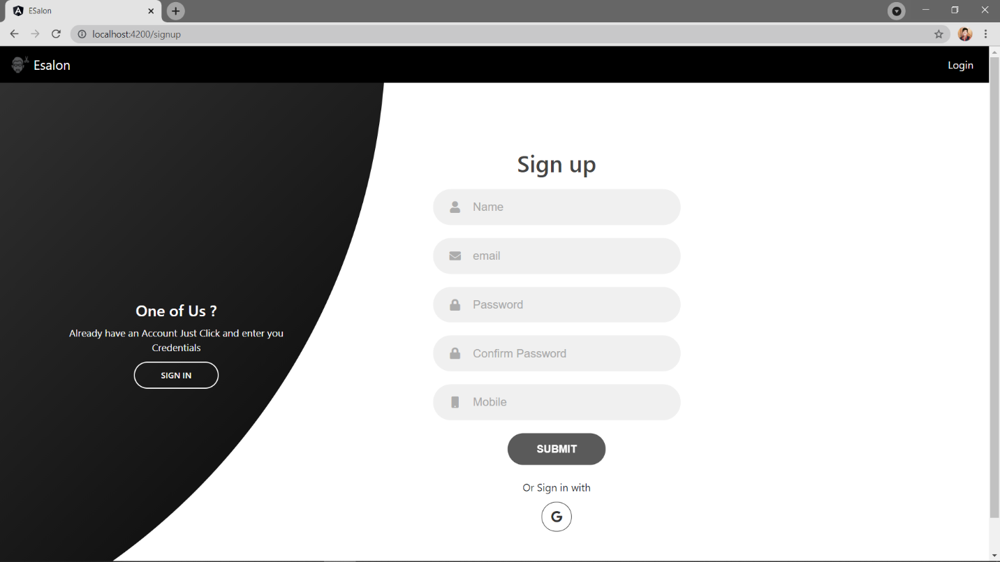 ESalon
localhost:4200/signup
Esalon
Login
Sign up
Name
email
Password
Confirm Password
Mobile
SUBMIT
Or Sign in with
G
One of Us ?
Already have an Account Just Click and enter you
Credentials
SIGN IN